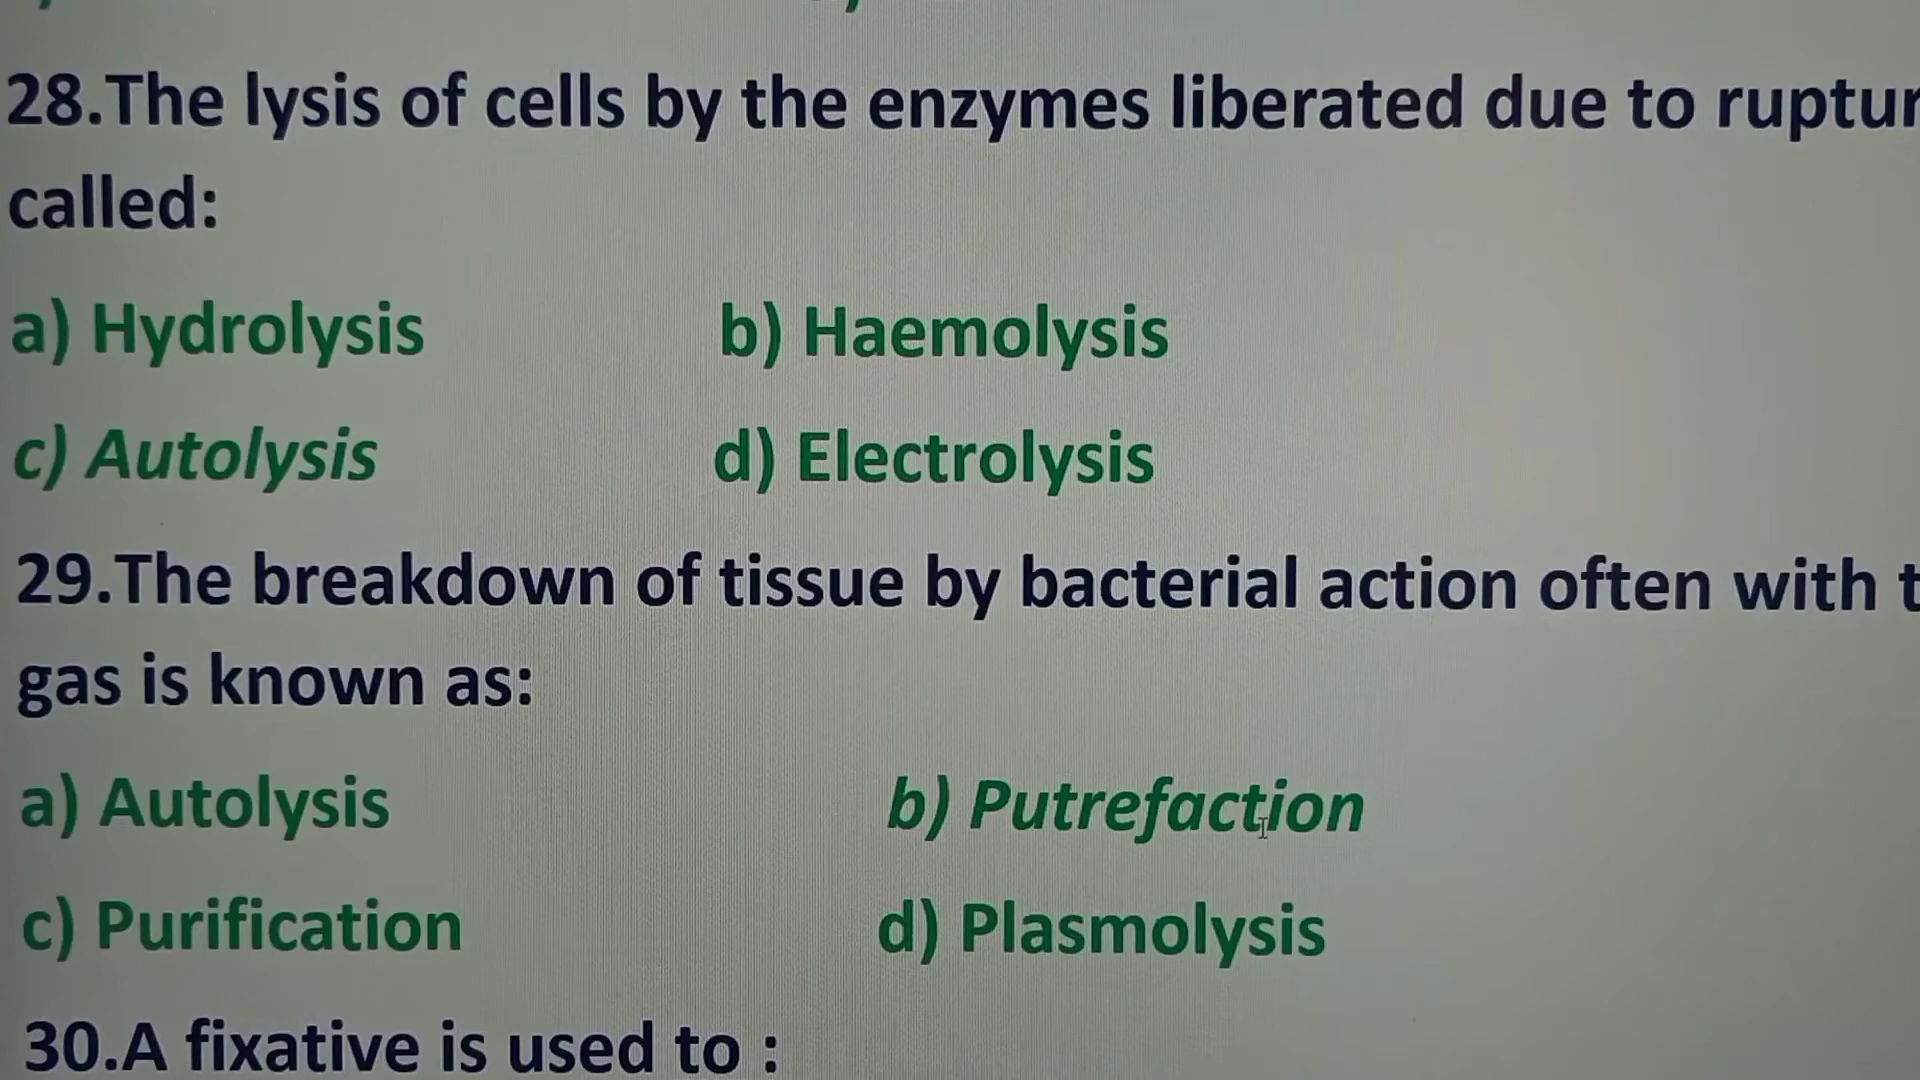 28.The lysis of cells by the enzymes liberated due to ruptur
called:
a) Hydrolysis b) Haemolysis
c) Autolysis d) Electrolysis
29.The breakdown of tissue by bacterial action often with t
gas is known as:
a) Autolysis b) Putrefaction
c) Purification d) Plasmolysis
30.A fixative is used to :